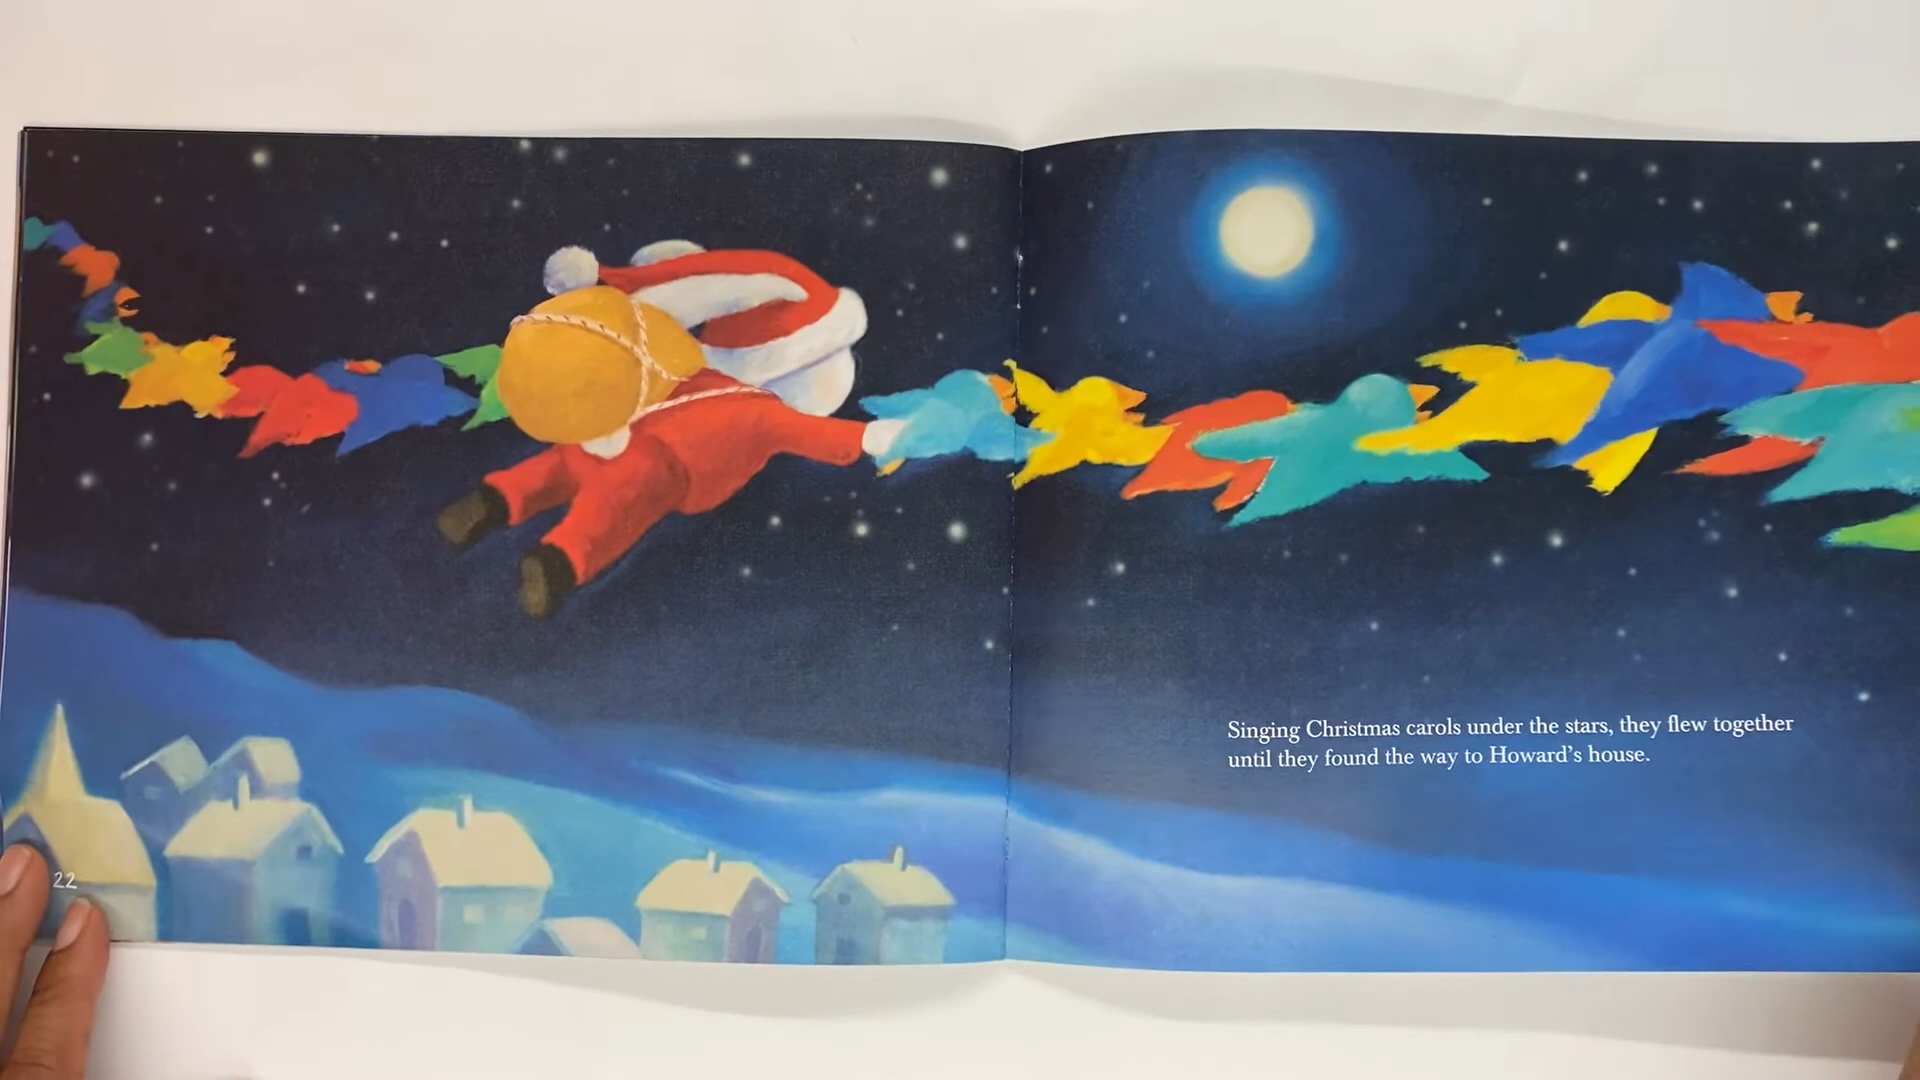 Singing Christmas carols under the stars, they flew together
until they found the way to Howard's house.
22